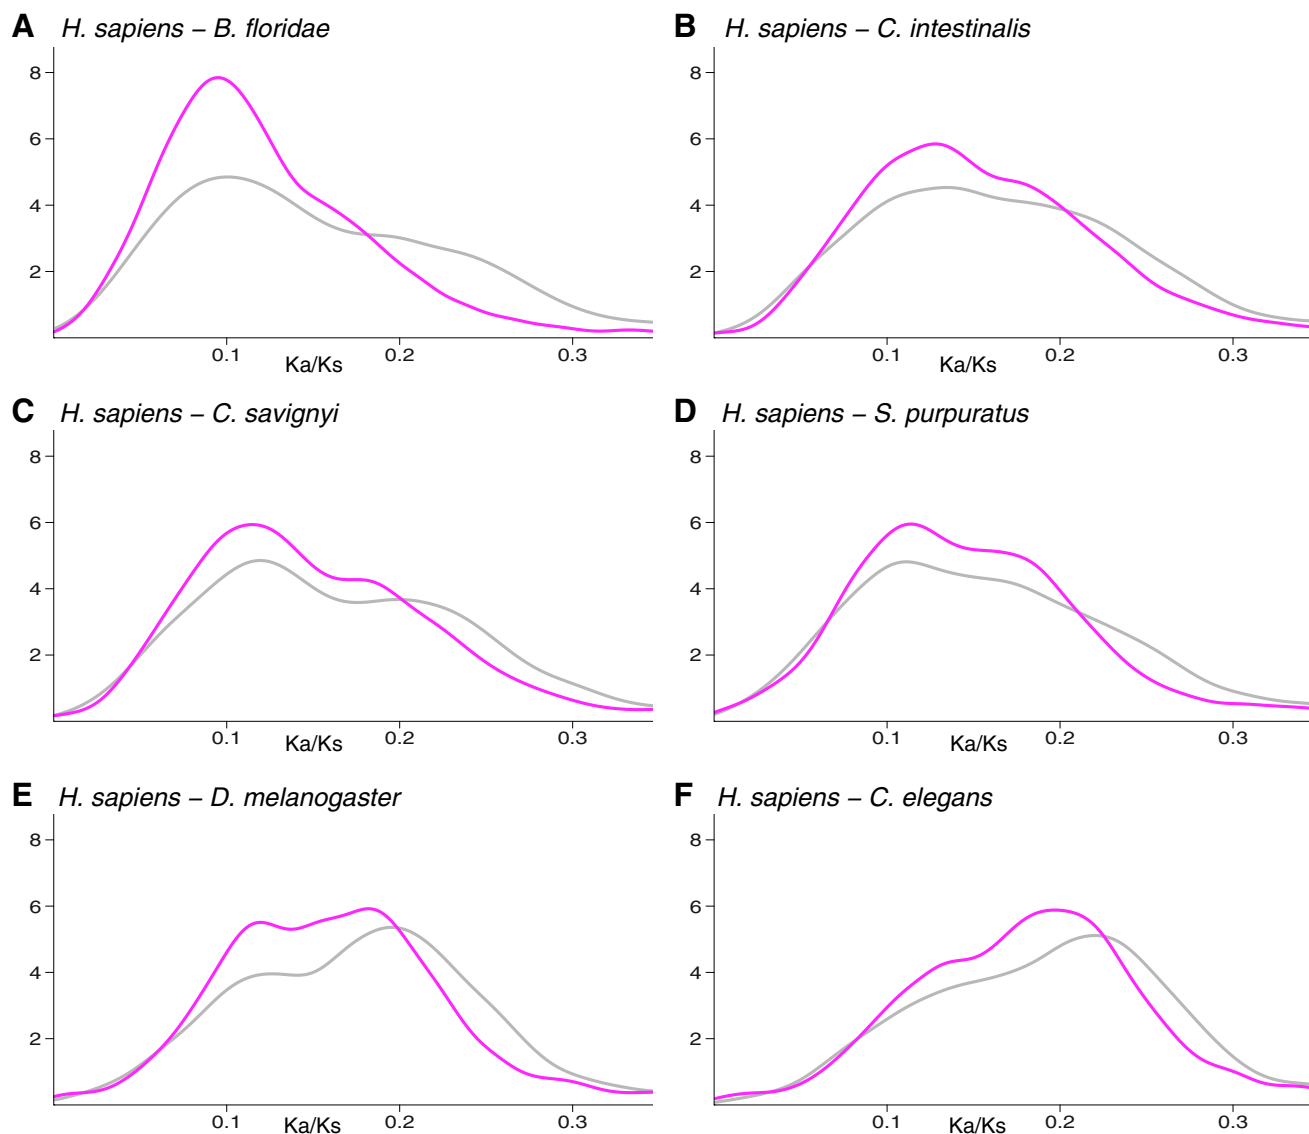 A H. sapiens – B. floridae
8
6
4
2
0.1 0.2 0.3
Ka/Ks
B H. sapiens – C. intestinalis
8
6
4
2
0.1 0.2 0.3
Ka/Ks
C H. sapiens – C. savignyi
8
6
4
2
0.1 0.2 0.3
Ka/Ks
D H. sapiens – S. purpuratus
8
6
4
2
0.1 0.2 0.3
Ka/Ks
E H. sapiens – D. melanogaster
8
6
4
2
0.1 0.2 0.3
Ka/Ks
F H. sapiens – C. elegans
8
6
4
2
0.1 0.2 0.3
Ka/Ks